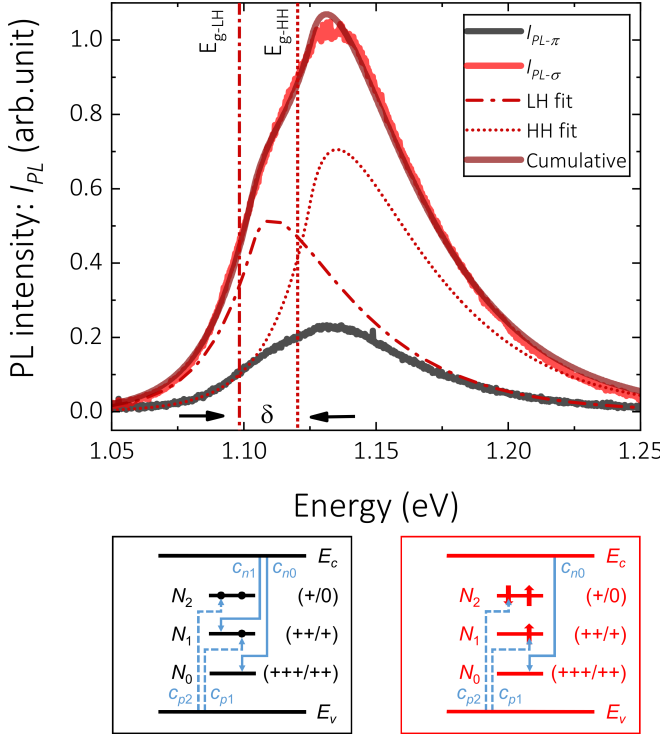 PL intensity: I_PL (arb.unit)
1.0
0.8
0.6
0.4
0.2
0.0
E_g-LH
E_g-HH
I_PL-π
I_PL-σ
LH fit
HH fit
Cumulative
δ
1.05
1.10
1.15
1.20
1.25
Energy (eV)
E_c
c_n1
c_n0
N_2
(+/0)
N_1
(++/+)
N_0
(+++/++)
c_p2
c_p1
E_v
E_c
c_n0
N_2
(+/0)
N_1
(++/+)
N_0
(+++/++)
c_p2
c_p1
E_v